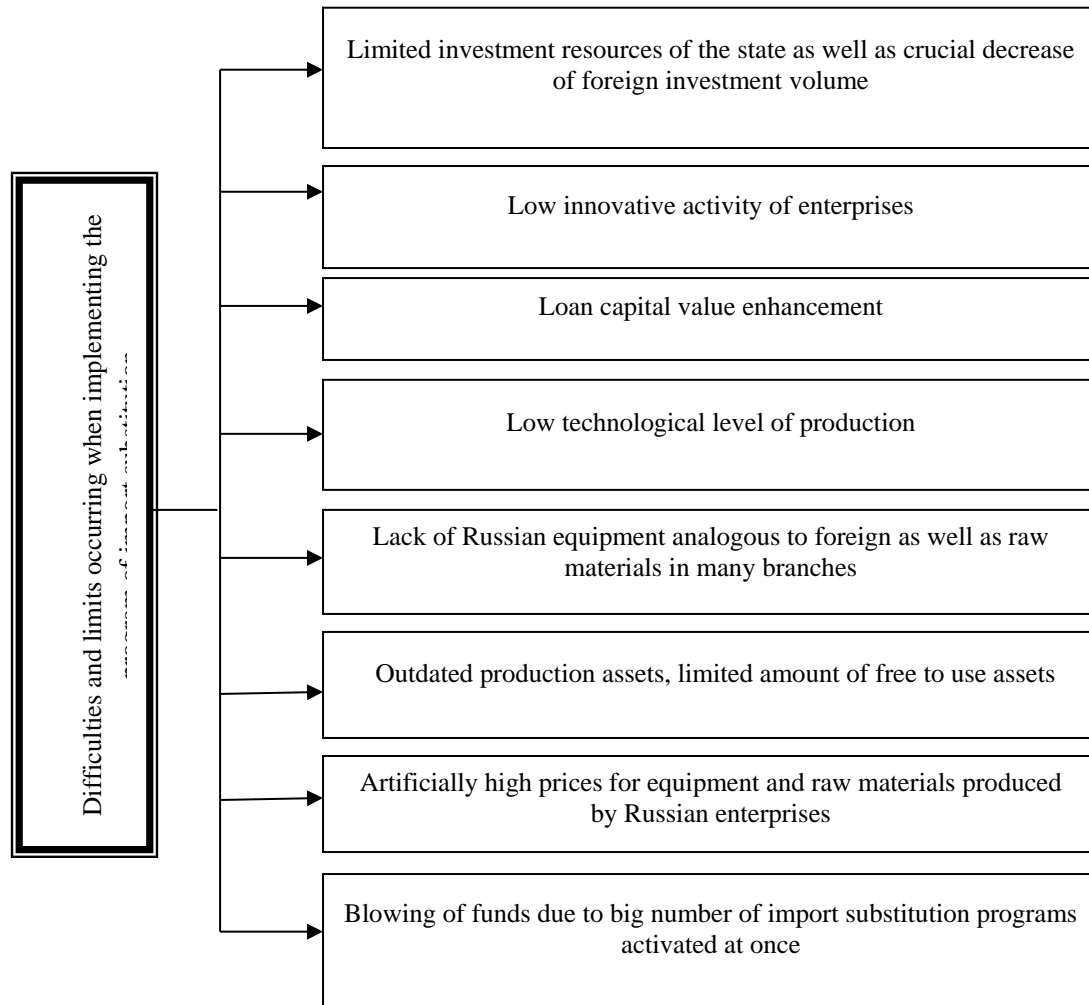 Difficulties and limits occurring when implementing the
program of import substitution
Limited investment resources of the state as well as crucial decrease
of foreign investment volume
Low innovative activity of enterprises
Loan capital value enhancement
Low technological level of production
Lack of Russian equipment analogous to foreign as well as raw
materials in many branches
Outdated production assets, limited amount of free to use assets
Artificially high prices for equipment and raw materials produced
by Russian enterprises
Blowing of funds due to big number of import substitution programs
activated at once